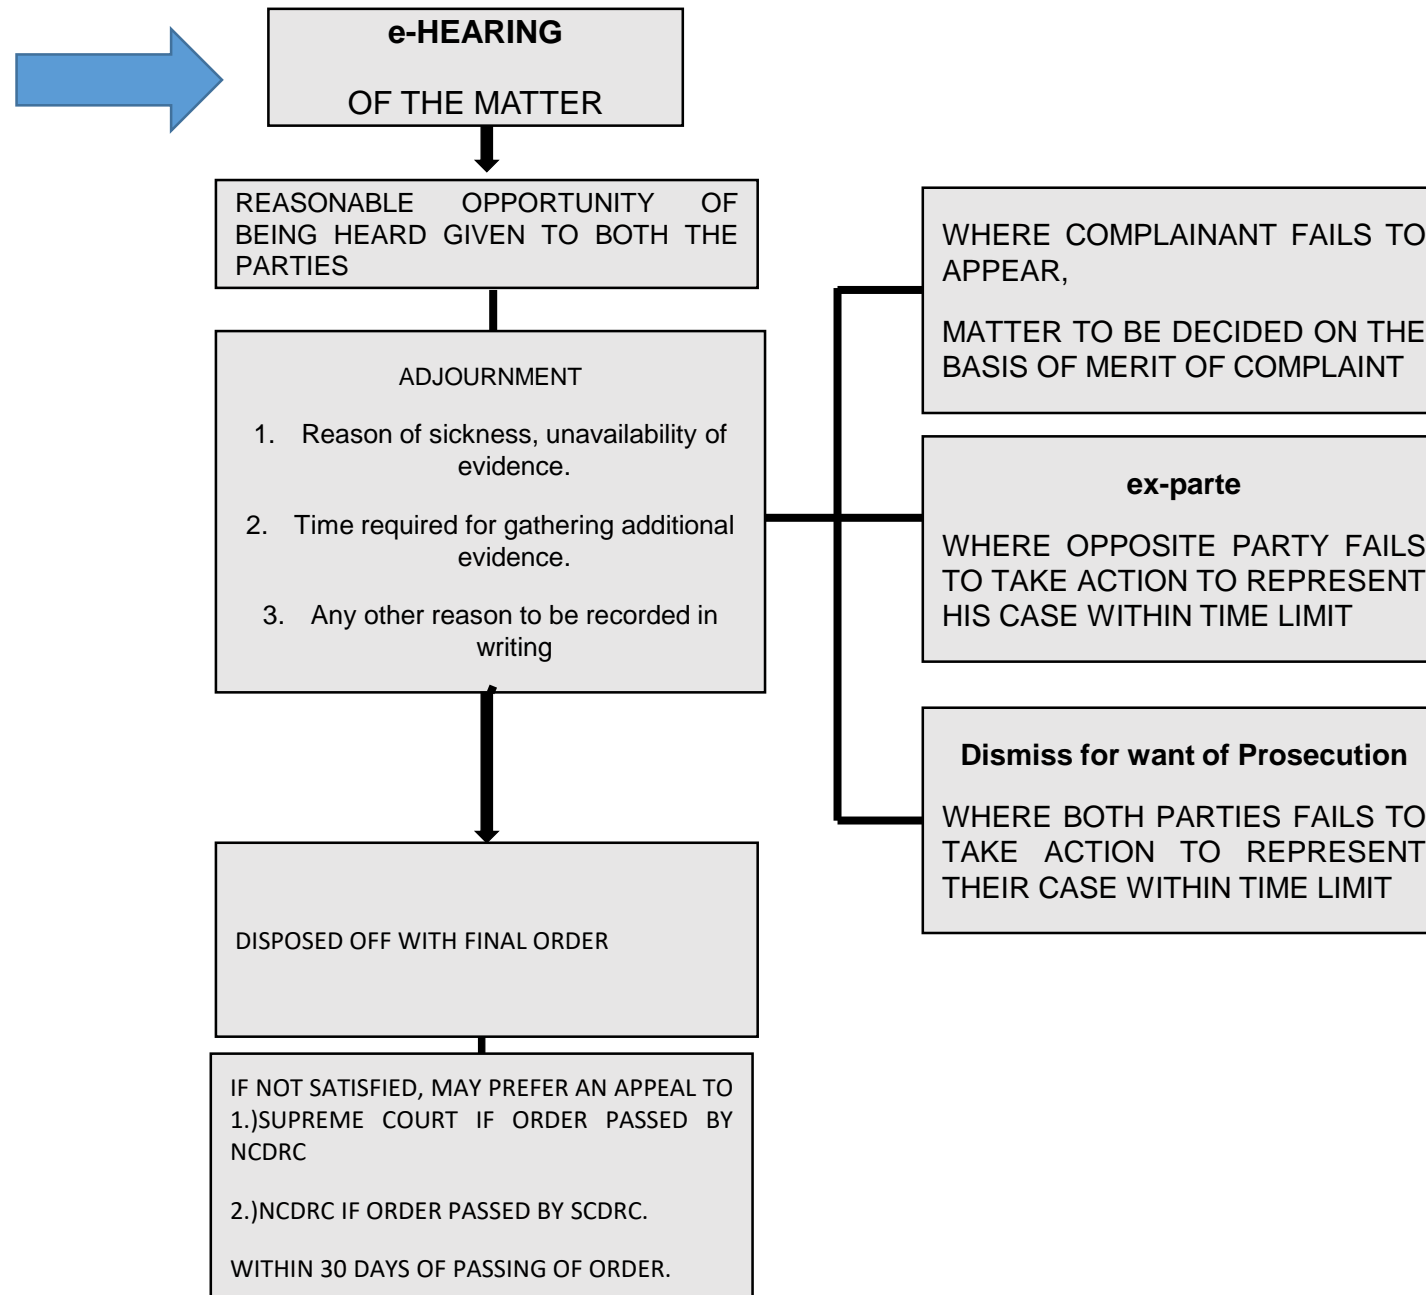 e-HEARING
OF THE MATTER
REASONABLE OPPORTUNITY OF
BEING HEARD GIVEN TO BOTH THE
PARTIES
ADJOURNMENT
1. Reason of sickness, unavailability of
evidence.
2. Time required for gathering additional
evidence.
3. Any other reason to be recorded in
writing
WHERE COMPLAINANT FAILS TO
APPEAR,
MATTER TO BE DECIDED ON THE
BASIS OF MERIT OF COMPLAINT
ex-parte
WHERE OPPOSITE PARTY FAILS
TO TAKE ACTION TO REPRESENT
HIS CASE WITHIN TIME LIMIT
Dismiss for want of Prosecution
WHERE BOTH PARTIES FAILS TO
TAKE ACTION TO REPRESENT
THEIR CASE WITHIN TIME LIMIT
DISPOSED OFF WITH FINAL ORDER
IF NOT SATISFIED, MAY PREFER AN APPEAL TO
1.)SUPREME COURT IF ORDER PASSED BY
NCDRC
2.)NCDRC IF ORDER PASSED BY SCDRC.
WITHIN 30 DAYS OF PASSING OF ORDER.